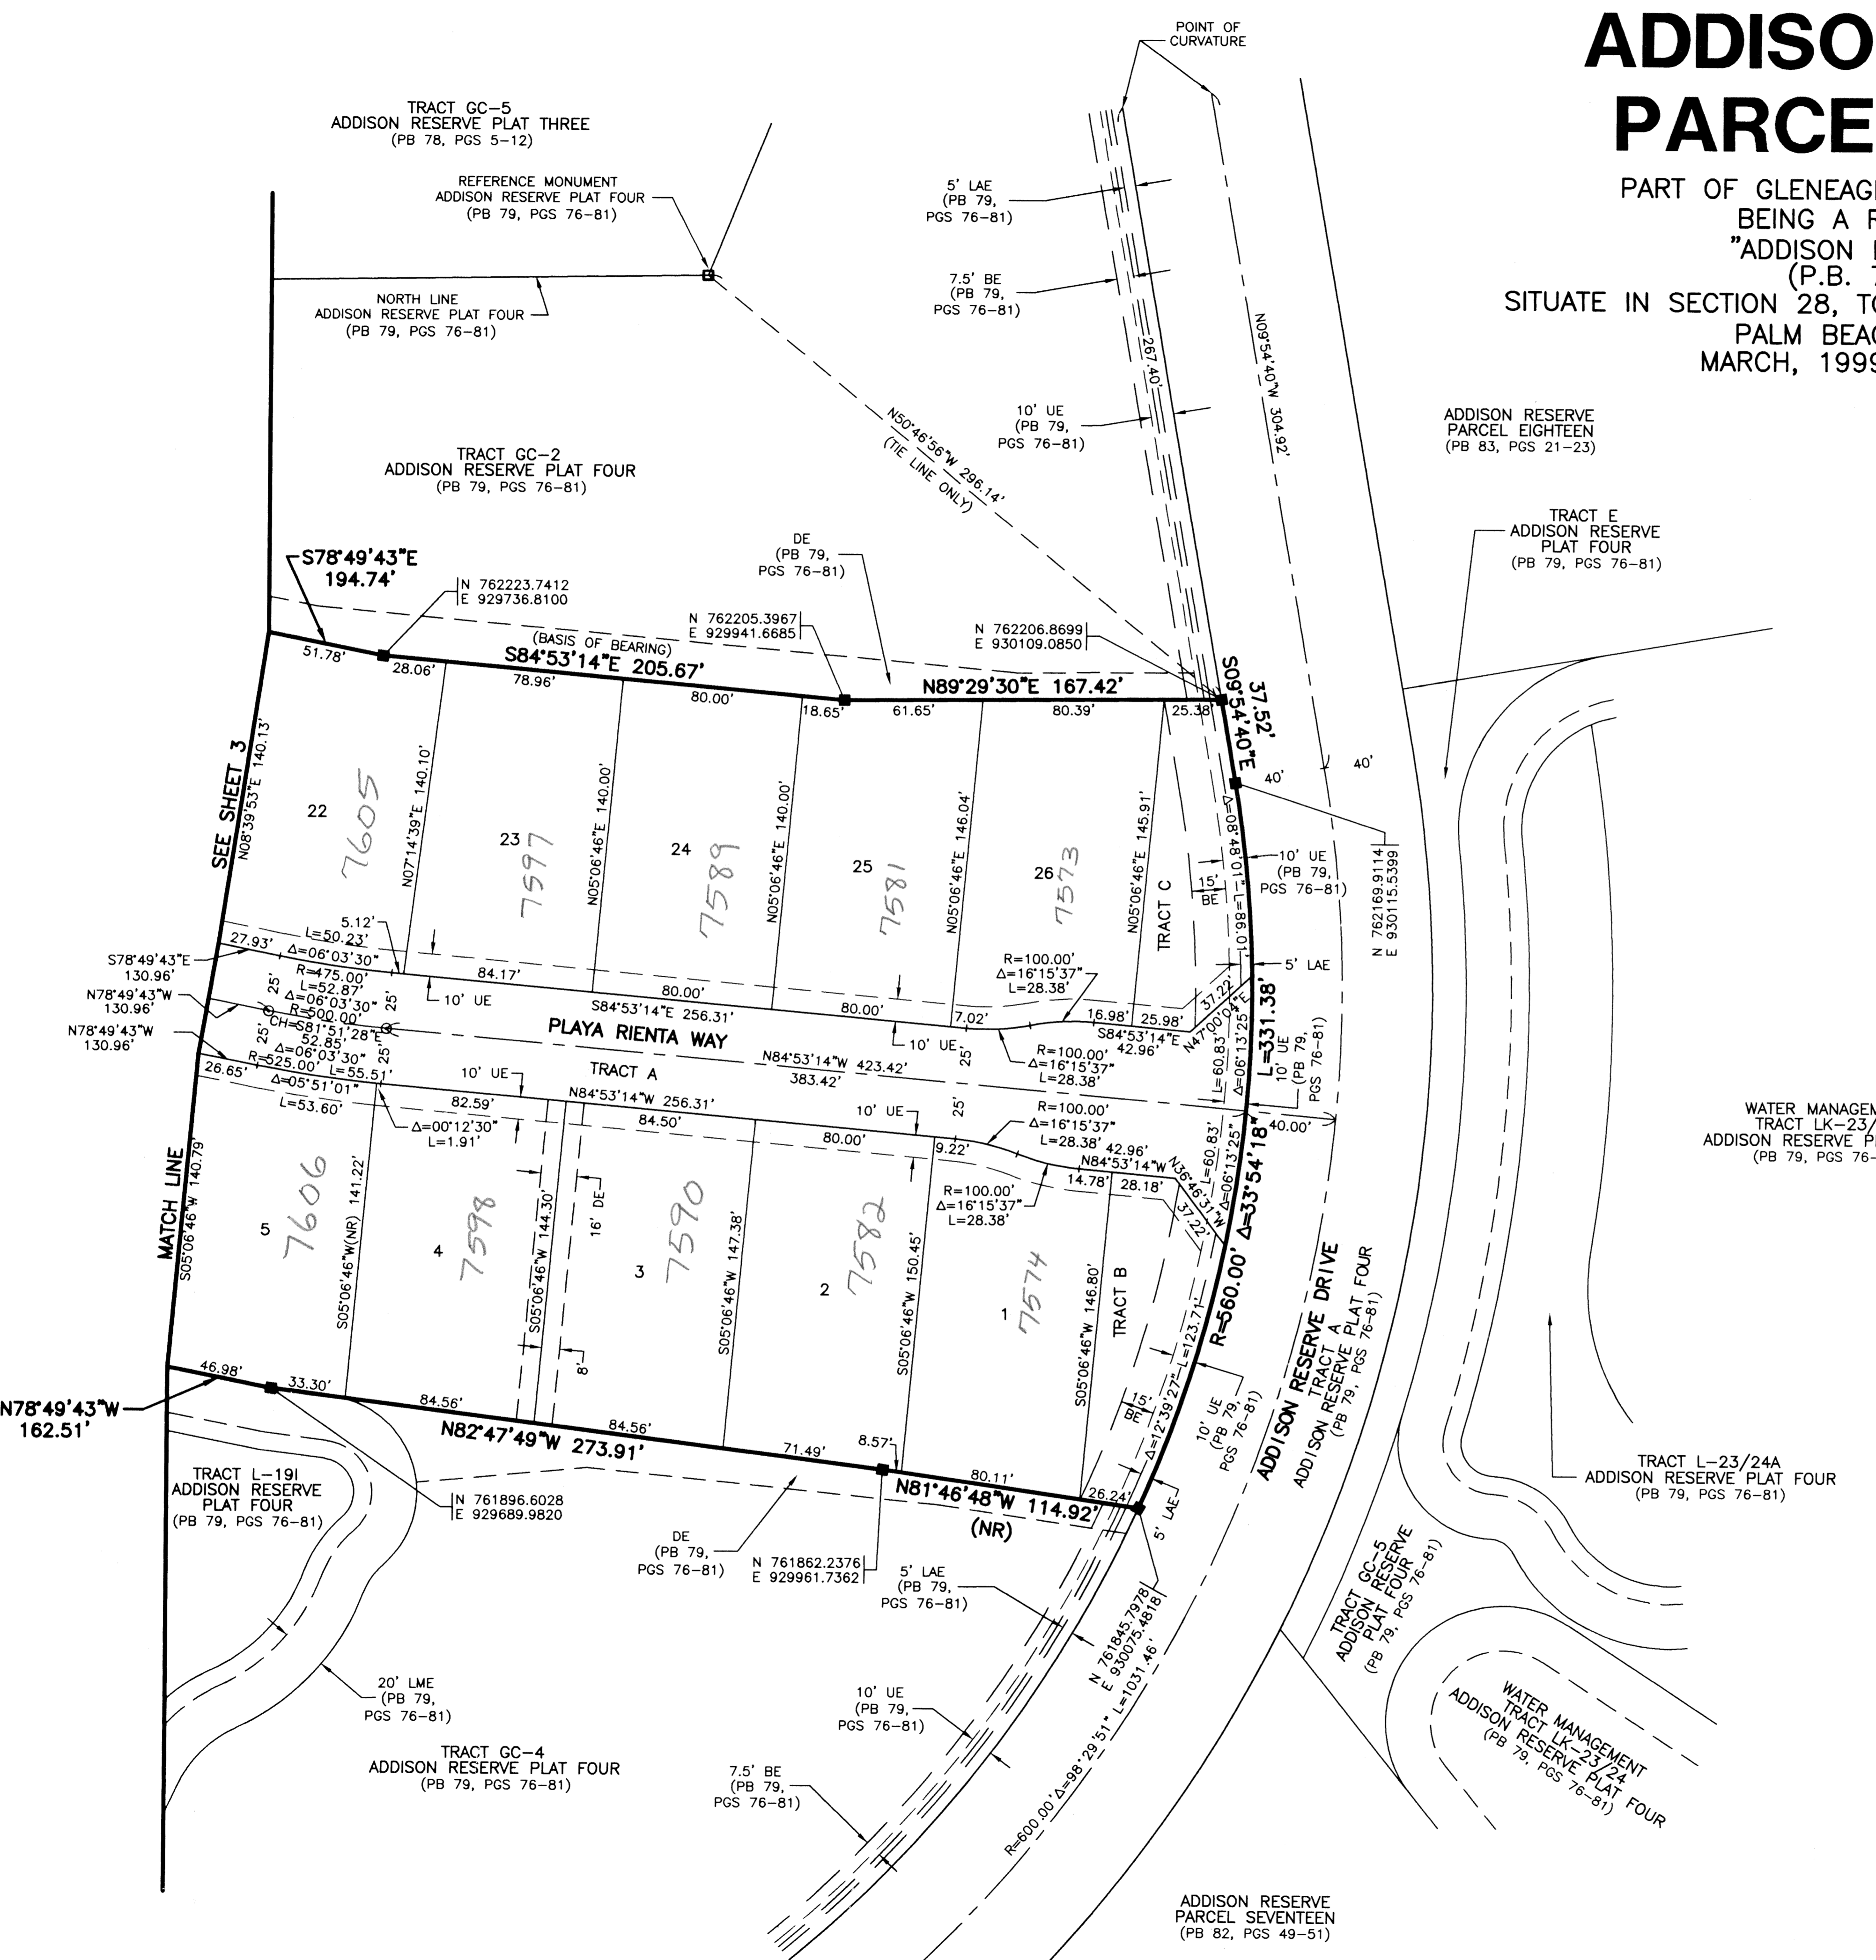 ADDISO
PARCE
PART OF GLENEAG
BEING A R
"ADDISON
(P.B. 7
SITUATE IN SECTION 28, TO
PALM BEAC
MARCH, 1999
POINT OF
CURVATURE
TRACT GC-5
ADDISON RESERVE PLAT THREE
(PB 78, PGS 5-12)
REFERENCE MONUMENT
ADDISON RESERVE PLAT FOUR
(PB 79, PGS 76-81)
NORTH LINE
ADDISON RESERVE PLAT FOUR
(PB 79, PGS 76-81)
5' LAE
(PB 79,
PGS 76-81)
7.5' BE
(PB 79,
PGS 76-81)
10' UE
(PB 79,
PGS 76-81)
267.40'
N09°54'40"W 304.92'
N50°46'56"W 296.14'
(TIE LINE ONLY)
ADDISON RESERVE
PARCEL EIGHTEEN
(PB 83, PGS 21-23)
TRACT E
ADDISON RESERVE
PLAT FOUR
(PB 79, PGS 76-81)
TRACT GC-2
ADDISON RESERVE PLAT FOUR
(PB 79, PGS 76-81)
DE
(PB 79,
PGS 76-81)
S78°49'43"E
194.74'
N 762223.7412
E 929736.8100
N 762205.3967
E 929941.6685
N 762206.8699
E 930109.0850
(BASIS OF BEARING)
S84°53'14"E 205.67'
N89°29'30"E 167.42'
S09°54'40"E
37.52'
51.78'
28.06'
78.96'
80.00'
18.65'
61.65'
80.39'
25.38'
40'
40'
SEE SHEET 3
N08°39'53"E 140.13'
22
7605
N07°14'39"E 140.10'
23
7597
N05°06'46"E 140.00'
24
7589
N05°06'46"E 140.00'
25
7581
N05°06'46"E 146.04'
26
7573
N05°06'46"E 145.91'
TRACT C
15'
BE
Δ=08°48'01" L=86.01'
10' UE
(PB 79,
PGS 76-81)
N 762169.9114
E 930115.5399
5' LAE
S78°49'43"E
130.96'
N78°49'43"W
130.96'
N78°49'43"W
130.96'
27.93'
5.12'
L=50.23'
Δ=06°03'30"
R=475.00'
L=52.87'
Δ=06°03'30"
R=500.00'
CH=S81°51'28"E
52.85'
Δ=06°03'30"
R=525.00' L=55.51'
Δ=05°51'01"
L=53.60'
26.65'
25'
25'
25'
25'
10' UE
84.17'
80.00'
S84°53'14"E 256.31'
80.00'
7.02'
R=100.00'
Δ=16°15'37"
L=28.38'
16.98'
25.98'
S84°53'14"E
42.96'
37.22'
N47°00'04"E
PLAYA RIENTA WAY
10' UE
25'
R=100.00'
Δ=16°15'37"
L=28.38'
L=60.83'
Δ=06°13'25"
L=331.38'
10' UE
(PB 79,
PGS 76-81)
N84°53'14"W 423.42'
383.42'
TRACT A
40.00'
10' UE
82.59'
N84°53'14"W 256.31'
84.50'
10' UE
80.00'
25'
9.22'
R=100.00'
Δ=16°15'37"
L=28.38'
42.96'
N84°53'14"W
14.78'
28.18'
N36°46'31"W
37.22'
R=100.00'
Δ=16°15'37"
L=28.38'
L=60.83'
Δ=06°13'25"
Δ=00°12'30"
L=1.91'
MATCH LINE
S05°06'46"W 140.79'
5
7606
S05°06'46"W(NR) 141.22'
4
7598
S05°06'46"W 144.30'
16' DE
8'
3
7590
S05°06'46"W 147.38'
2
7582
S05°06'46"W 150.45'
1
7574
S05°06'46"W 146.80'
TRACT B
15'
BE
Δ=12°39'27" L=123.71'
R=560.00' Δ=33°54'18"
10' UE
(PB 79,
PGS 76-81)
ADDISON RESERVE DRIVE
TRACT A
ADDISON RESERVE PLAT FOUR
(PB 79, PGS 76-81)
WATER MANAGEM
TRACT LK-23/
ADDISON RESERVE P
(PB 79, PGS 76-
N78°49'43"W
162.51'
46.98'
33.30'
84.56'
N82°47'49"W 273.91'
84.56'
71.49'
8.57'
80.11'
N81°46'48"W 114.92'
(NR)
26.24'
5' LAE
TRACT L-19I
ADDISON RESERVE
PLAT FOUR
(PB 79, PGS 76-81)
N 761896.6028
E 929689.9820
DE
(PB 79,
PGS 76-81)
N 761862.2376
E 929961.7362
5' LAE
(PB 79,
PGS 76-81)
N 761845.7978
E 930075.4818
R=600.00' Δ=98°29'51" L=1031.46'
TRACT GC-5
ADDISON RESERVE
PLAT FOUR
(PB 79, PGS 76-81)
TRACT L-23/24A
ADDISON RESERVE PLAT FOUR
(PB 79, PGS 76-81)
20' LME
(PB 79,
PGS 76-81)
10' UE
(PB 79,
PGS 76-81)
TRACT GC-4
ADDISON RESERVE PLAT FOUR
(PB 79, PGS 76-81)
7.5' BE
(PB 79,
PGS 76-81)
WATER MANAGEMENT
TRACT LK-23/24
ADDISON RESERVE PLAT FOUR
(PB 79, PGS 76-81)
ADDISON RESERVE
PARCEL SEVENTEEN
(PB 82, PGS 49-51)